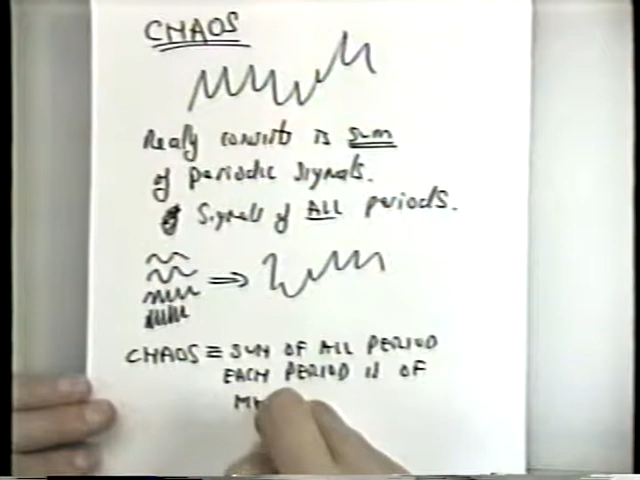 CHAOS
Really consists is sum
of periodic signals.
Signals of ALL periods.
CHAOS ≡ SUM OF ALL PERIOD
EACH PERIOD IS OF